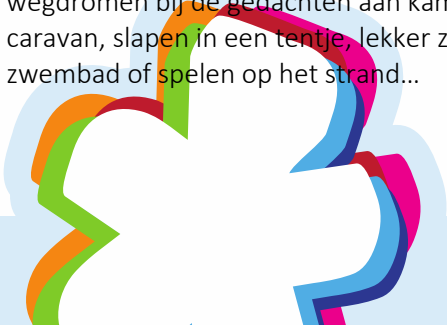 wegdromen bij de gedachten aan kam
caravan, slapen in een tentje, lekker z
zwembad of spelen op het strand...